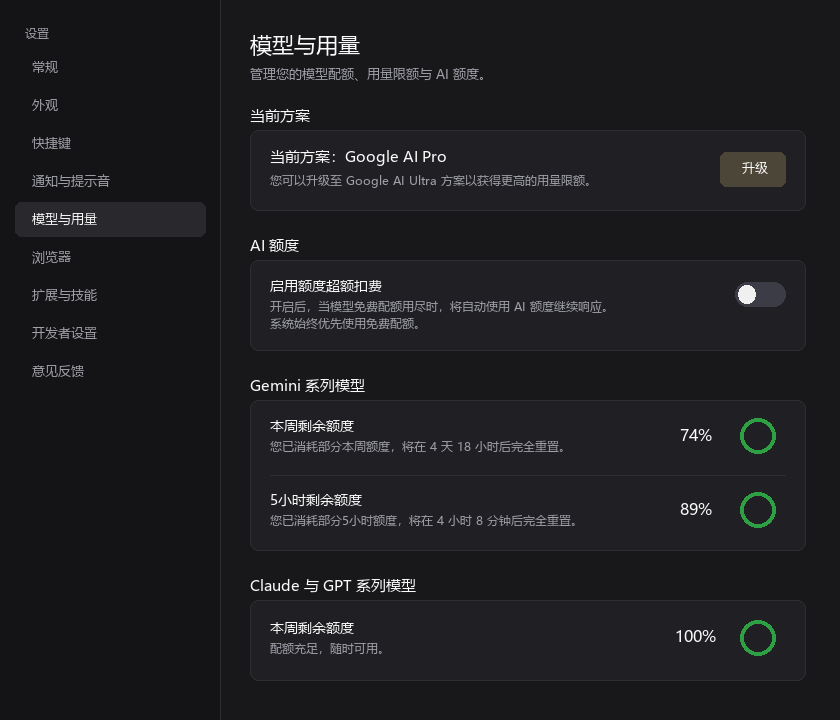 设置
常规
外观
快捷键
通知与提示音
模型与用量
浏览器
扩展与技能
开发者设置
意见反馈
模型与用量
管理您的模型配额、用量限额与 AI 额度。
当前方案
当前方案：Google AI Pro
您可以升级至 Google AI Ultra 方案以获得更高的用量限额。
升级
AI 额度
启用额度超额扣费
开启后，当模型免费配额用尽时，将自动使用 AI 额度继续响应。
系统始终优先使用免费配额。
Gemini 系列模型
本周剩余额度
您已消耗部分本周额度，将在 4 天 18 小时后完全重置。
74%
5小时剩余额度
您已消耗部分5小时额度，将在 4 小时 8 分钟后完全重置。
89%
Claude 与 GPT 系列模型
本周剩余额度
配额充足，随时可用。
100%